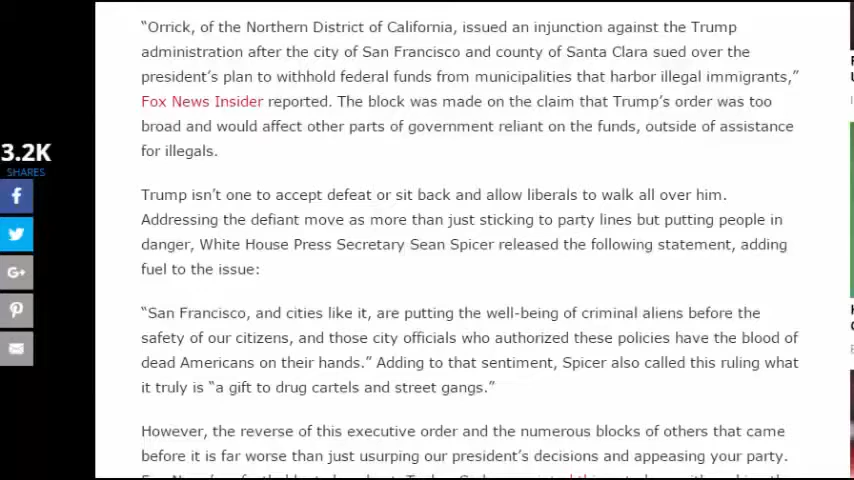 “Orrick, of the Northern District of California, issued an injunction against the Trump
administration after the city of San Francisco and county of Santa Clara sued over the
president’s plan to withhold federal funds from municipalities that harbor illegal immigrants,”
Fox News Insider reported. The block was made on the claim that Trump’s order was too
broad and would affect other parts of government reliant on the funds, outside of assistance
for illegals.
3.2K
SHARES
Trump isn’t one to accept defeat or sit back and allow liberals to walk all over him.
Addressing the defiant move as more than just sticking to party lines but putting people in
danger, White House Press Secretary Sean Spicer released the following statement, adding
fuel to the issue:
“San Francisco, and cities like it, are putting the well-being of criminal aliens before the
safety of our citizens, and those city officials who authorized these policies have the blood of
dead Americans on their hands.” Adding to that sentiment, Spicer also called this ruling what
it truly is “a gift to drug cartels and street gangs.”
However, the reverse of this executive order and the numerous blocks of others that came
before it is far worse than just usurping our president’s decisions and appeasing your party.